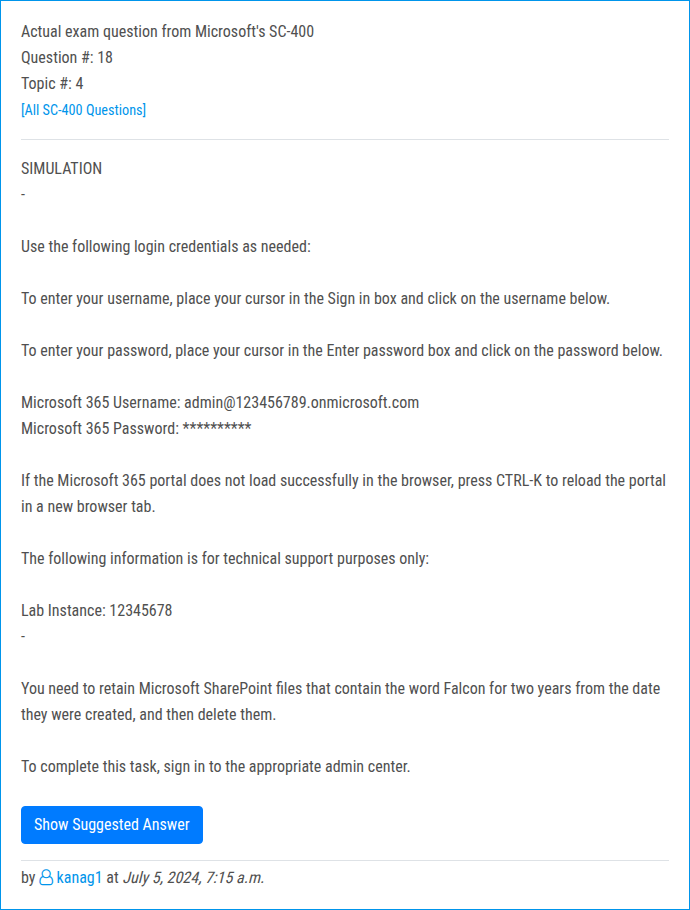 Actual exam question from Microsoft's SC-400
Question #: 18
Topic #: 4
[All SC-400 Questions]
SIMULATION
-
Use the following login credentials as needed:
To enter your username, place your cursor in the Sign in box and click on the username below.
To enter your password, place your cursor in the Enter password box and click on the password below.
Microsoft 365 Username: admin@123456789.onmicrosoft.com
Microsoft 365 Password: **********
If the Microsoft 365 portal does not load successfully in the browser, press CTRL-K to reload the portal
in a new browser tab.
The following information is for technical support purposes only:
Lab Instance: 12345678
-
You need to retain Microsoft SharePoint files that contain the word Falcon for two years from the date
they were created, and then delete them.
To complete this task, sign in to the appropriate admin center.
Show Suggested Answer
by kanag1 at July 5, 2024, 7:15 a.m.